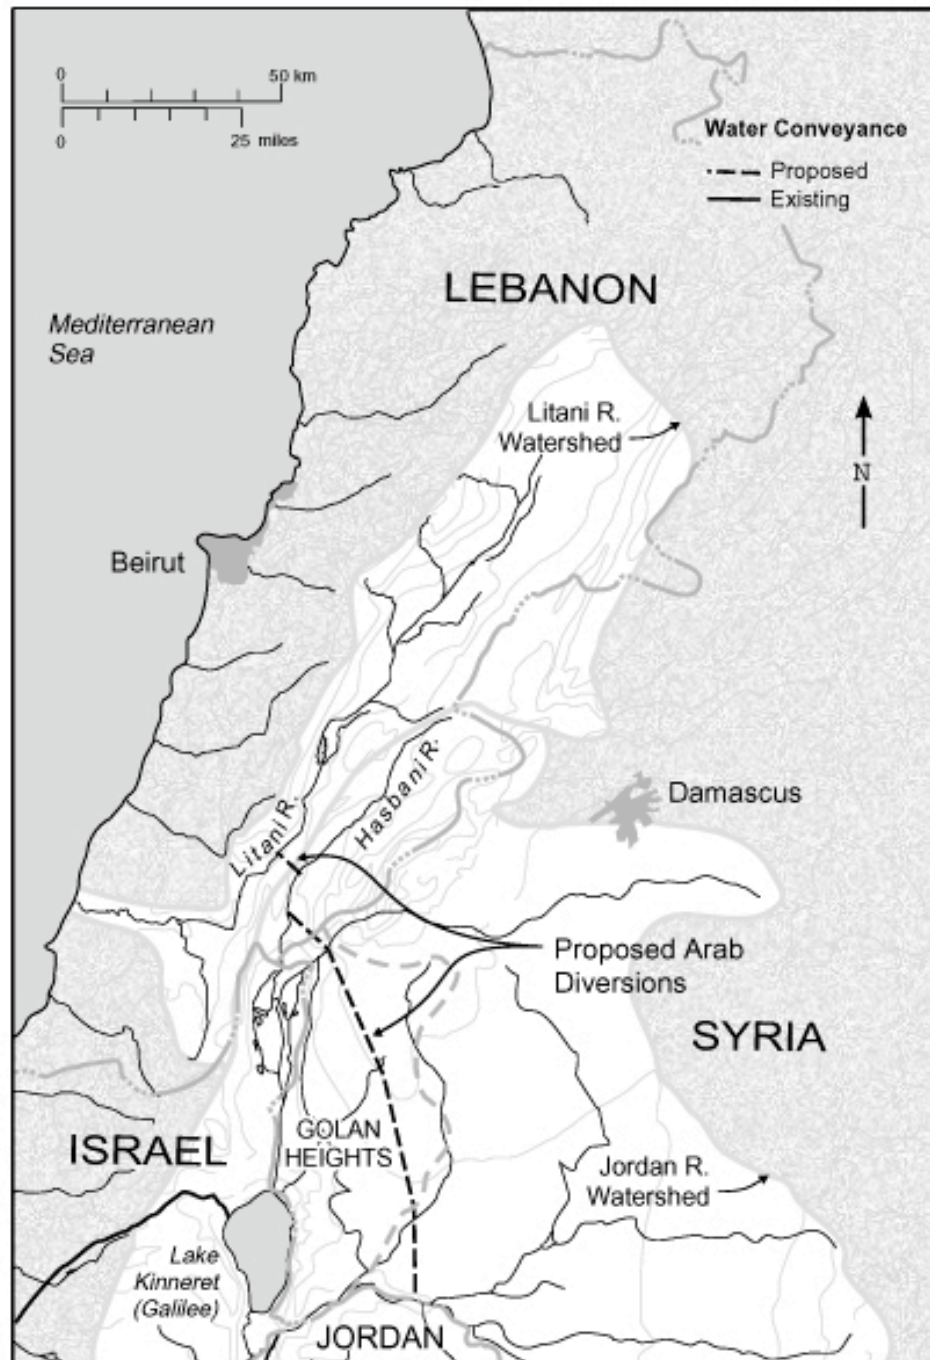 0 50 km
0 25 miles
Water Conveyance
Proposed
Existing
LEBANON
Mediterranean
Sea
Litani R.
Watershed
N
Beirut
Damascus
Hasbani R.
Litani R.
Proposed Arab
Diversions
SYRIA
GOLAN
HEIGHTS
ISRAEL
Jordan R.
Watershed
Lake
Kinneret
(Galilee)
JORDAN